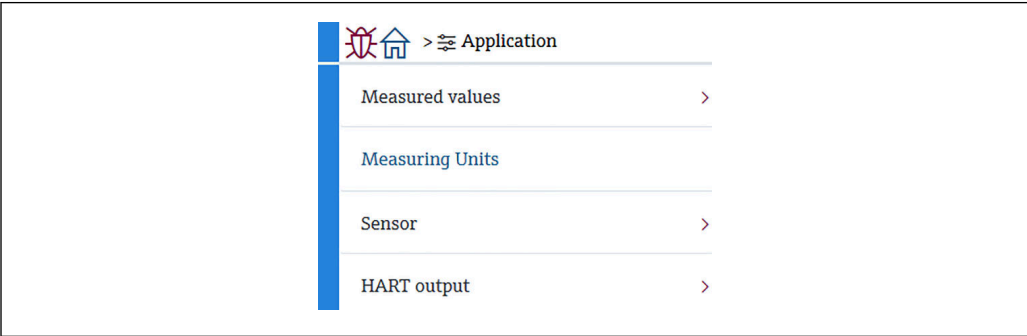 > Application
Measured values
Measuring Units
Sensor
HART output